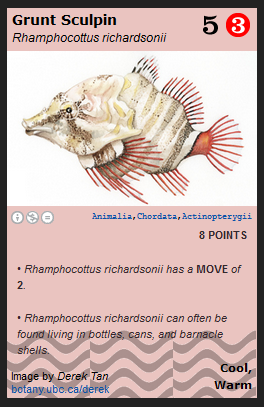 Grunt Sculpin
Rhamphocottus richardsonii
5 3
Animalia,Chordata,Actinopterygii
8 POINTS
• Rhamphocottus richardsonii has a MOVE of
2.
• Rhamphocottus richardsonii can often be
found living in bottles, cans, and barnacle
shells.
Image by Derek Tan
botany.ubc.ca/derek
Cool,
Warm